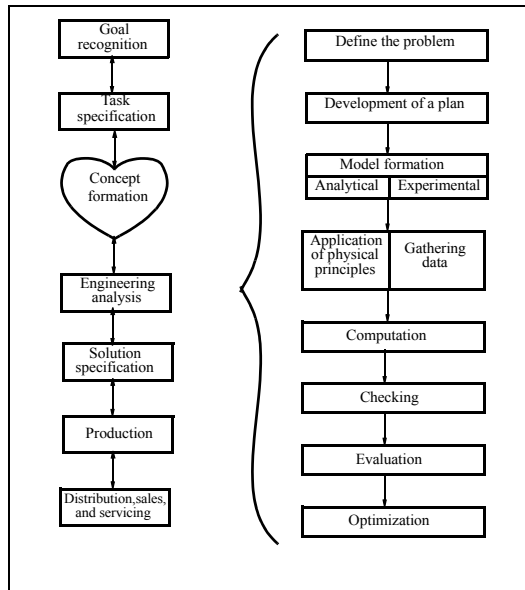 Goal
recognition
Task
specification
Concept
formation
Engineering
analysis
Solution
specification
Production
Distribution,sales,
and servicing
Define the problem
Development of a plan
Model formation
Analytical
Experimental
Application
of physical
principles
Gathering
data
Computation
Checking
Evaluation
Optimization